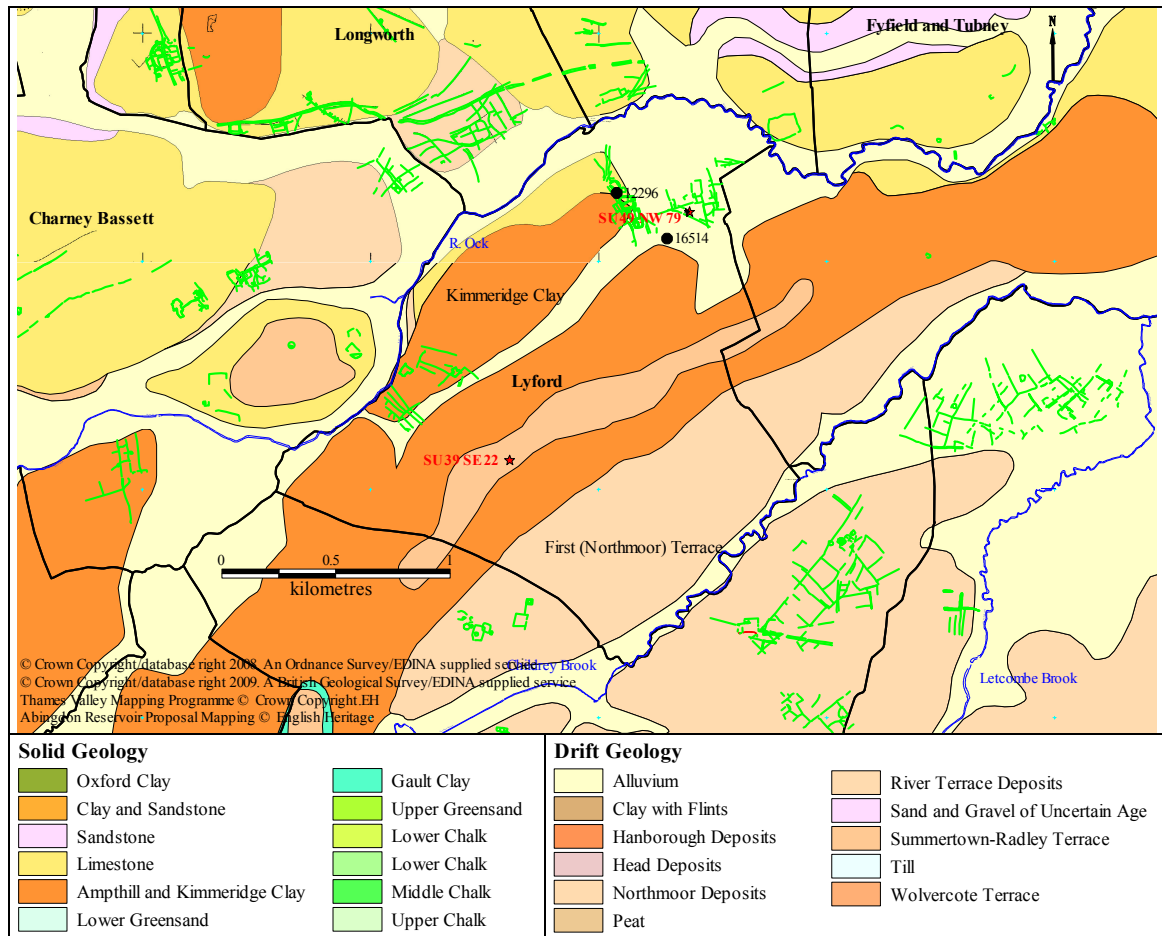 Longworth
Fyfield and Tubney
N
12296
SU49 NW 79
16514
Charney Bassett
R. Ock
Kimmeridge Clay
Lyford
SU39 SE22
First (Northmoor) Terrace
0 0.5 1
kilometres
Childrey Brook
Letcombe Brook
© Crown Copyright/database right 2008. An Ordnance Survey/EDINA supplied service
© Crown Copyright/database right 2009. A British Geological Survey/EDINA supplied service
Thames Valley Mapping Programme © Crown Copyright.EH
Abingdon Reservoir Proposal Mapping © English Heritage
Solid Geology
Oxford Clay
Clay and Sandstone
Sandstone
Limestone
Ampthill and Kimmeridge Clay
Lower Greensand
Gault Clay
Upper Greensand
Lower Chalk
Lower Chalk
Middle Chalk
Upper Chalk
Drift Geology
Alluvium
Clay with Flints
Hanborough Deposits
Head Deposits
Northmoor Deposits
Peat
River Terrace Deposits
Sand and Gravel of Uncertain Age
Summertown-Radley Terrace
Till
Wolvercote Terrace